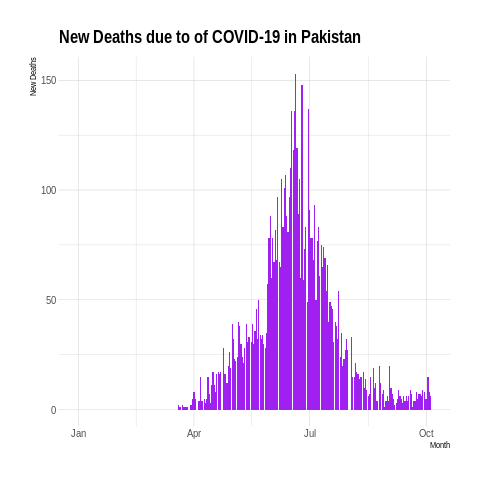 New Deaths due to of COVID-19 in Pakistan
New Deaths
150
100
50
0
Jan Apr Jul Oct
Month